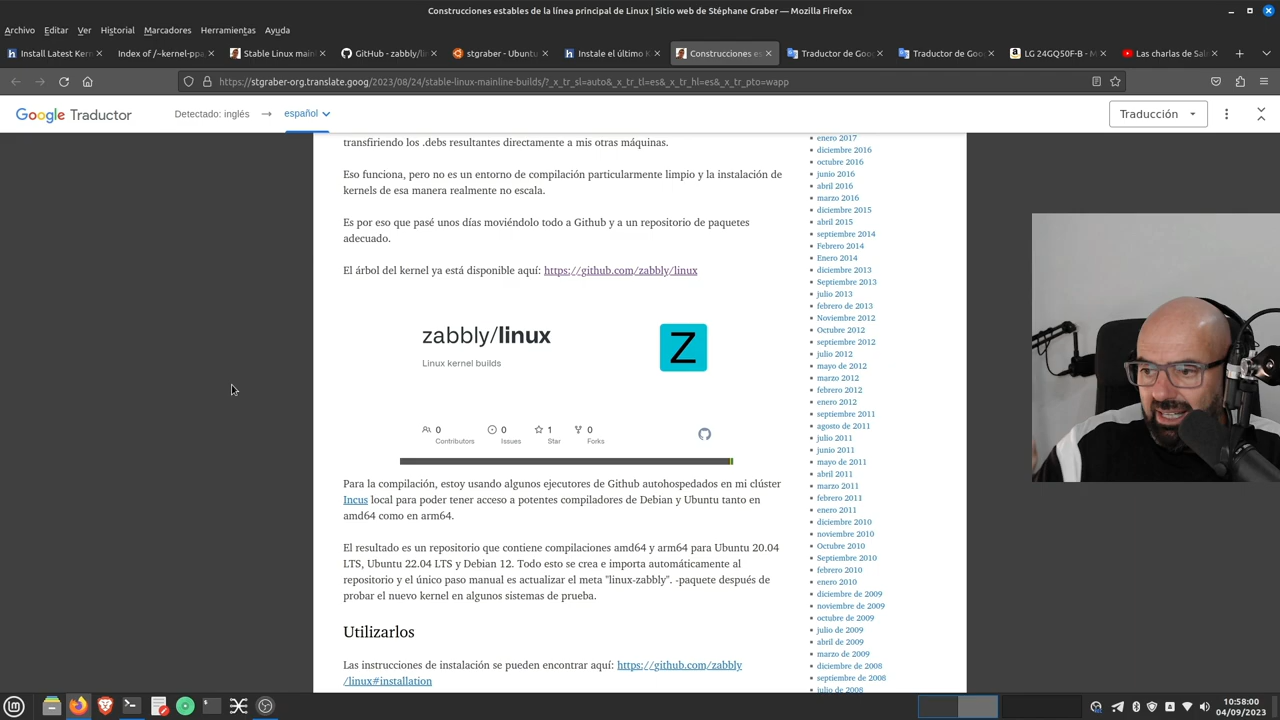 Construcciones estables de la línea principal de Linux | Sitio web de Stéphane Graber — Mozilla Firefox
Archivo Editar Ver Historial Marcadores Herramientas Ayuda
Install Latest Ker
Index of /~kernel-ppa
Stable Linux main
GitHub - zabbly/lin
stgraber - Ubuntu
Instale el último K
Construcciones es
Traductor de Goo
Traductor de Goo
LG 24GQ50F-B - M
Las charlas de Sal
https://stgraber-org.translate.goog/2023/08/24/stable-linux-mainline-builds/?_x_tr_sl=auto&_x_tr_tl=es&_x_tr_hl=es&_x_tr_pto=wapp
Google Traductor
Detectado: inglés → español
Traducción
transfiriendo los .debs resultantes directamente a mis otras máquinas.
Eso funciona, pero no es un entorno de compilación particularmente limpio y la instalación de
kernels de esa manera realmente no escala.
Es por eso que pasé unos días moviéndolo todo a Github y a un repositorio de paquetes
adecuado.
El árbol del kernel ya está disponible aquí: https://github.com/zabbly/linux
zabbly/linux
Z
Linux kernel builds
0 Contributors
0 Issues
1 Star
0 Forks
Para la compilación, estoy usando algunos ejecutores de Github autohospedados en mi clúster
Incus local para poder tener acceso a potentes compiladores de Debian y Ubuntu tanto en
amd64 como en arm64.
El resultado es un repositorio que contiene compilaciones amd64 y arm64 para Ubuntu 20.04
LTS, Ubuntu 22.04 LTS y Debian 12. Todo esto se crea e importa automáticamente al
repositorio y el único paso manual es actualizar el meta "linux-zabbly". -paquete después de
probar el nuevo kernel en algunos sistemas de prueba.
Utilizarlos
Las instrucciones de instalación se pueden encontrar aquí: https://github.com/zabbly
/linux#installation
enero 2017
diciembre 2016
octubre 2016
junio 2016
abril 2016
marzo 2016
diciembre 2015
abril 2015
septiembre 2014
Febrero 2014
Enero 2014
diciembre 2013
Septiembre 2013
julio 2013
febrero de 2013
Noviembre 2012
Octubre 2012
septiembre 2012
julio 2012
mayo de 2012
marzo 2012
febrero 2012
enero 2012
septiembre 2011
agosto de 2011
julio 2011
junio 2011
mayo de 2011
abril 2011
marzo 2011
febrero 2011
enero 2011
diciembre 2010
noviembre 2010
Octubre 2010
Septiembre 2010
febrero 2010
enero 2010
diciembre de 2009
noviembre de 2009
octubre de 2009
julio de 2009
abril de 2009
marzo de 2009
diciembre de 2008
septiembre de 2008
julio de 2008
10:58:00
04/09/2023